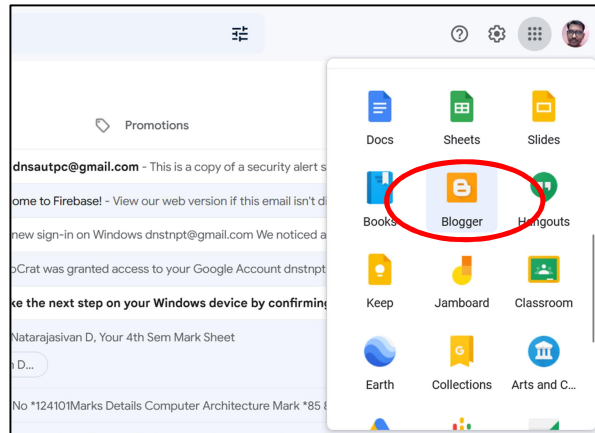 Promotions
dnsautpc@gmail.com - This is a copy of a security alert s
ome to Firebase! - View our web version if this email isn't di
new sign-in on Windows dnstnpt@gmail.com We noticed a
oCrat was granted access to your Google Account dnstnpt
ke the next step on your Windows device by confirming
Natarajasivan D, Your 4th Sem Mark Sheet
n D...
No *124101Marks Details Computer Architecture Mark *85 8
Docs Sheets Slides
Books Blogger Hangouts
Keep Jamboard Classroom
Earth Collections Arts and C...